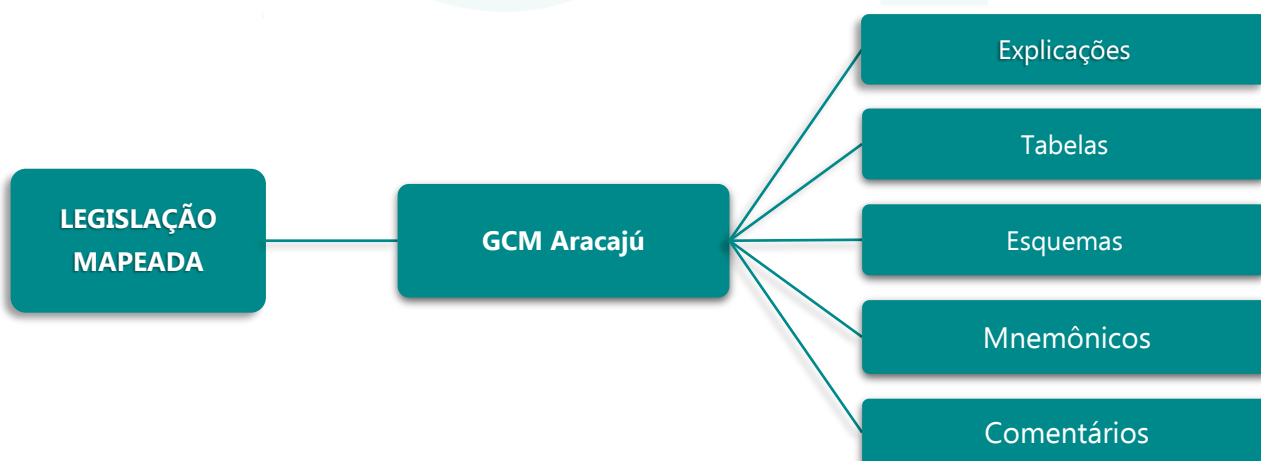 LEGISLAÇÃO
MAPEADA
GCM Aracajú
Explicações
Tabelas
Esquemas
Mnemônicos
Comentários